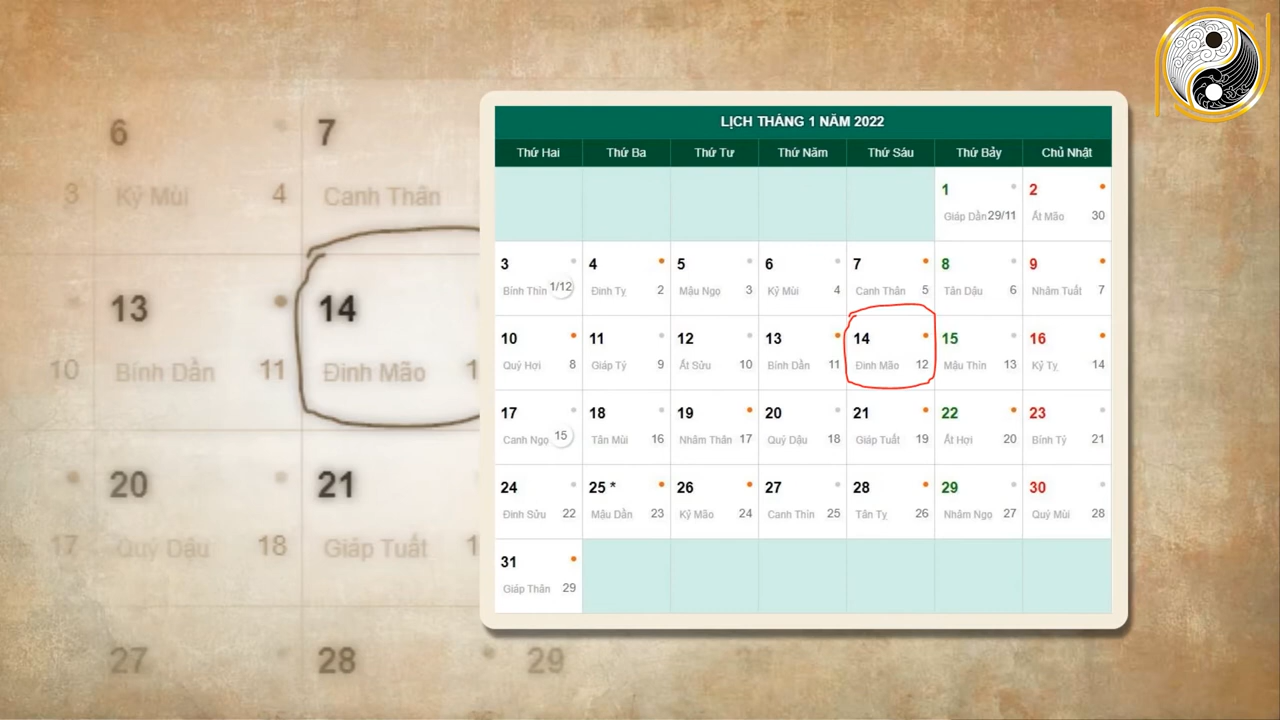 LỊCH THÁNG 1 NĂM 2022
Thứ Hai Thứ Ba Thứ Tư Thứ Năm Thứ Sáu Thứ Bảy Chủ Nhật
1 2
Giáp Dần 29/11 Ất Mão 30
3 4 5 6 7 8 9
Bính Thìn 1/12 Đinh Tỵ 2 Mậu Ngọ 3 Kỷ Mùi 4 Canh Thân 5 Tân Dậu 6 Nhâm Tuất 7
10 11 12 13 14 15 16
Quý Hợi 8 Giáp Tý 9 Ất Sửu 10 Bính Dần 11 Đinh Mão 12 Mậu Thìn 13 Kỷ Tỵ 14
17 18 19 20 21 22 23
Canh Ngọ 15 Tân Mùi 16 Nhâm Thân 17 Quý Dậu 18 Giáp Tuất 19 Ất Hợi 20 Bính Tý 21
24 25 * 26 27 28 29 30
Đinh Sửu 22 Mậu Dần 23 Kỷ Mão 24 Canh Thìn 25 Tân Tỵ 26 Nhâm Ngọ 27 Quý Mùi 28
31
Giáp Thân 29
6 7
3 Kỷ Mùi 4 Canh Thân
13 14
10 Bính Dần 11 Đinh Mão 1
20 21
17 Quý Dậu 18 Giáp Tuất 1
27 28 29